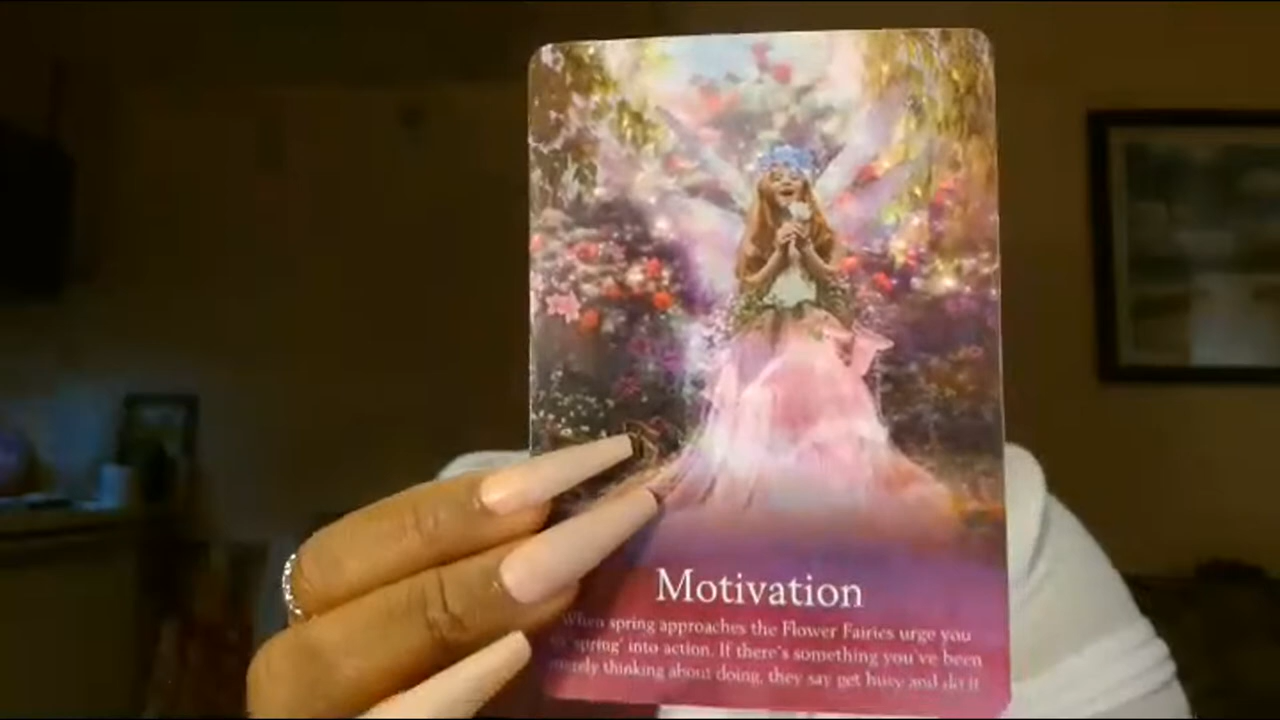 Motivation
When spring approaches the Flower Fairies urge you
'spring' into action. If there's something you've been
merely thinking about doing, they say get busy and do it